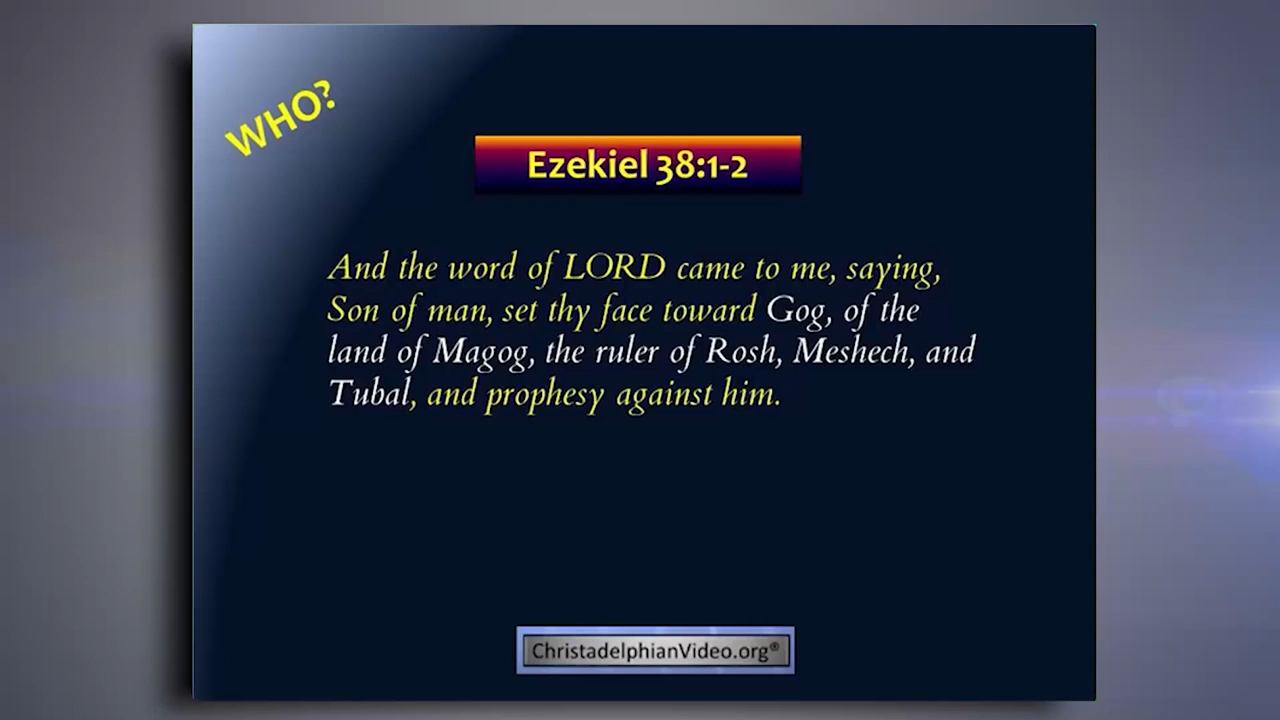 WHO?
Ezekiel 38:1-2
And the word of LORD came to me, saying,
Son of man, set thy face toward Gog, of the
land of Magog, the ruler of Rosh, Meshech, and
Tubal, and prophesy against him.
ChristadelphianVideo.org®